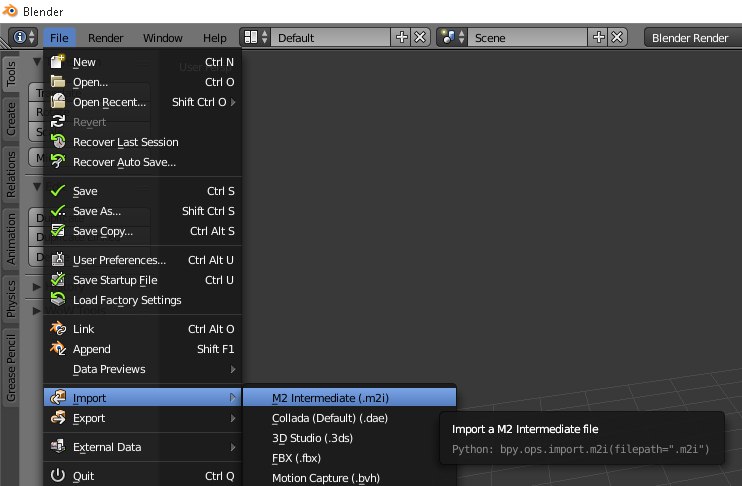 Blender
File Render Window Help Default Scene Blender Render
New Ctrl N
Open... Ctrl O
Open Recent... Shift Ctrl O
Revert
Recover Last Session
Recover Auto Save...
Save Ctrl S
Save As... Shift Ctrl S
Save Copy... Ctrl Alt S
User Preferences... Ctrl Alt U
Save Startup File Ctrl U
Load Factory Settings
Link Ctrl Alt O
Append Shift F1
Data Previews
Import
Export
External Data
Quit Ctrl Q
M2 Intermediate (.m2i)
Collada (Default) (.dae)
3D Studio (.3ds)
FBX (.fbx)
Motion Capture (.bvh)
Import a M2 Intermediate file
Python: bpy.ops.import.m2i(filepath=".m2i")
Tools
Create
Relations
Animation
Physics
Grease Pencil